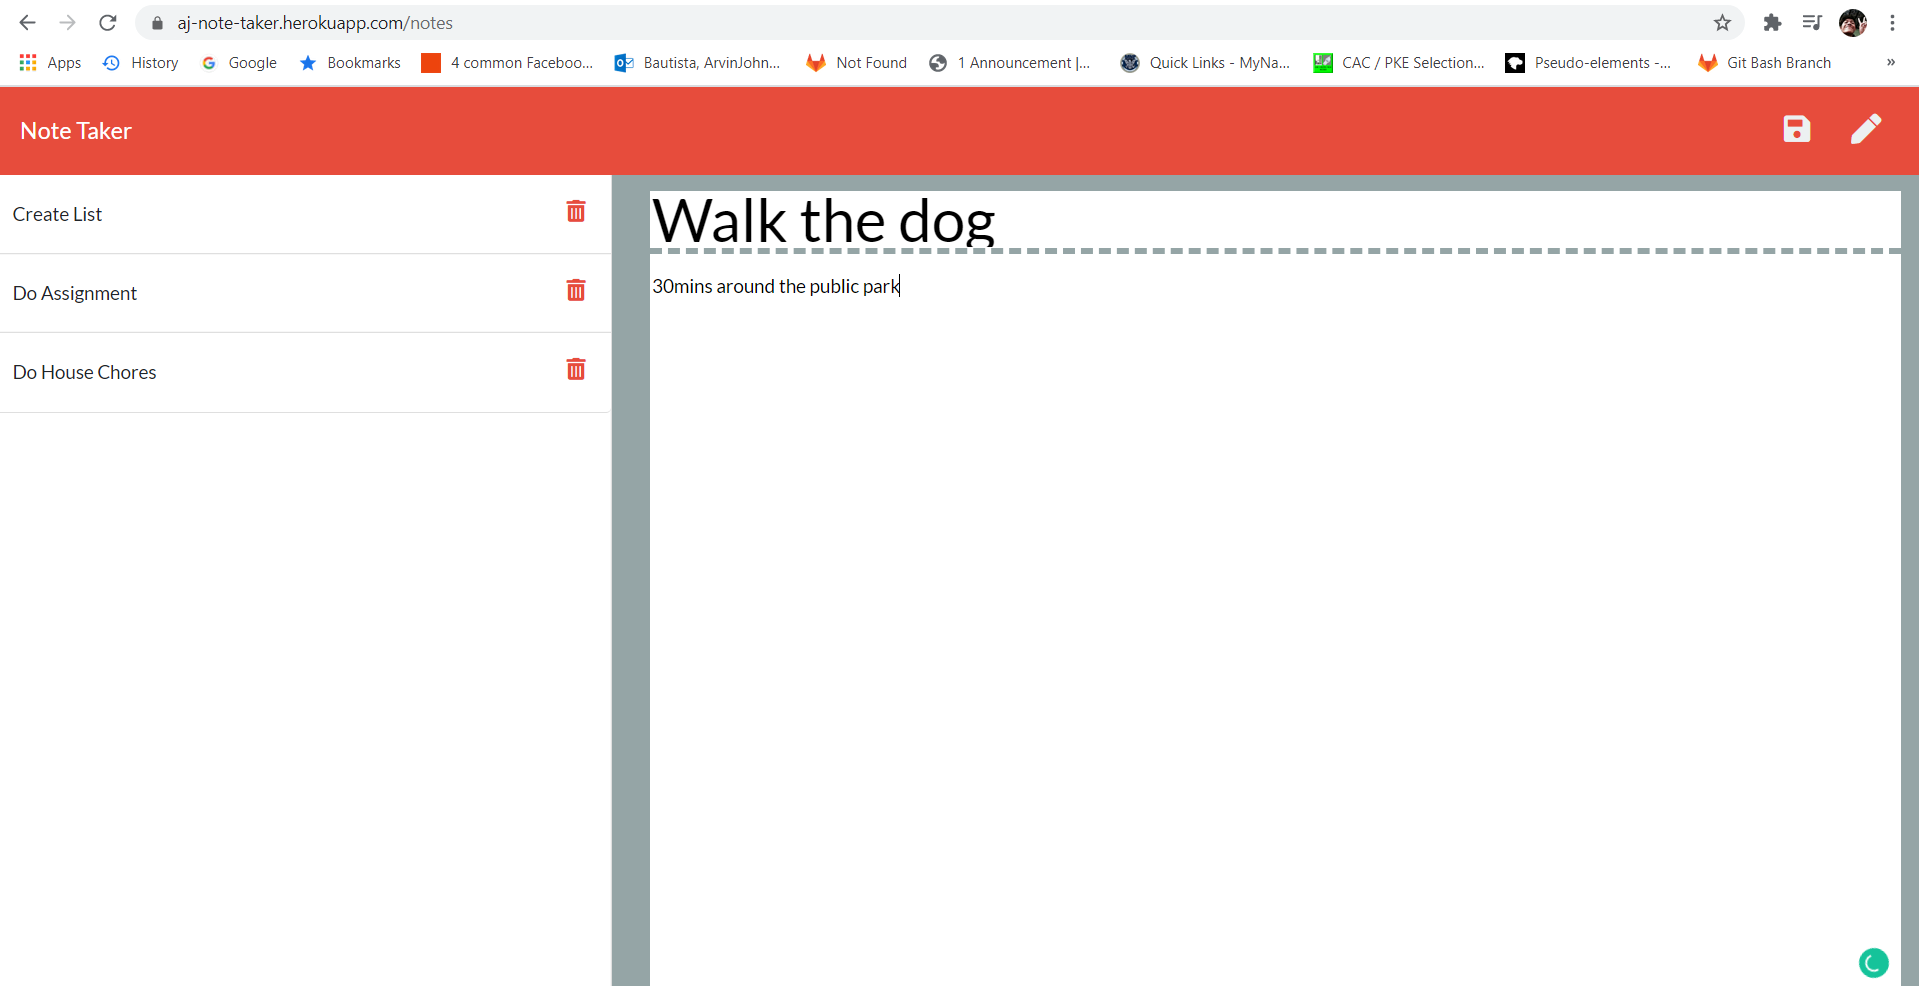 aj-note-taker.herokuapp.com/notes
Apps History Google Bookmarks 4 common Faceboo... Bautista, ArvinJohn... Not Found 1 Announcement |... Quick Links - MyNa... CAC / PKE Selection... Pseudo-elements -... Git Bash Branch »
Note Taker
Create List
Do Assignment
Do House Chores
Walk the dog
30mins around the public park